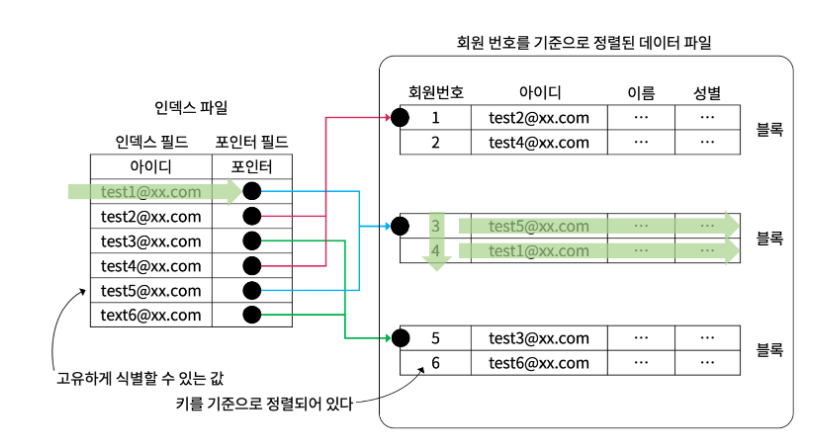 회원 번호를 기준으로 정렬된 데이터 파일
회원번호 아이디 이름 성별
인덱스 파일
1 test2@xx.com … …
블록
인덱스 필드 포인터 필드
2 test4@xx.com … …
아이디 포인터
test1@xx.com
test2@xx.com
3 test5@xx.com … …
블록
test3@xx.com
4 test1@xx.com … …
test4@xx.com
test5@xx.com
text6@xx.com
5 test3@xx.com … …
블록
6 test6@xx.com … …
고유하게 식별할 수 있는 값
키를 기준으로 정렬되어 있다